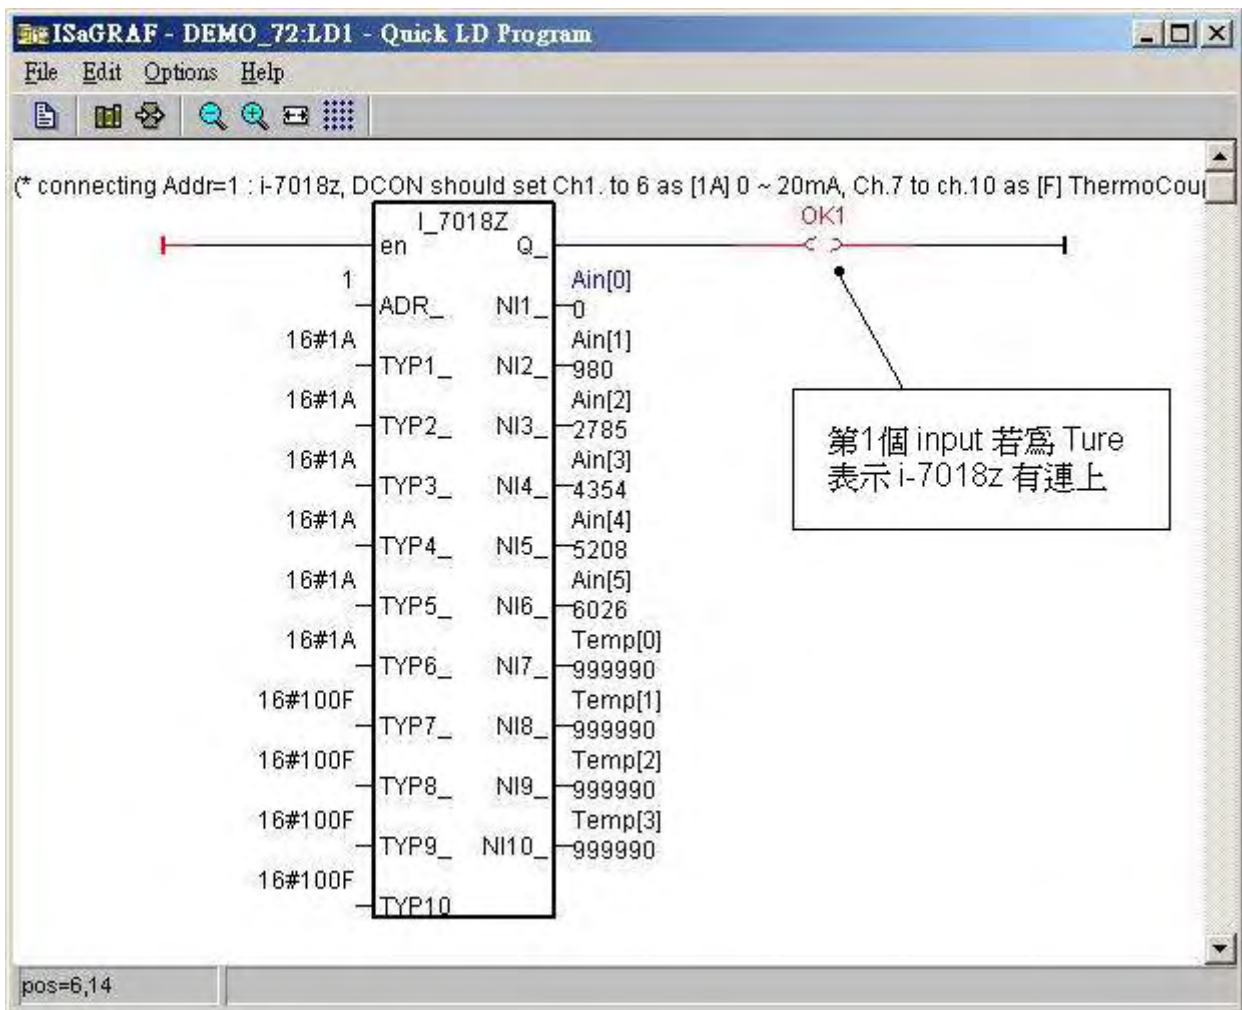 ISaGRAF - DEMO_72:LD1 - Quick LD Program
File Edit Options Help
(* connecting Addr=1 : i-7018z, DCON should set Ch1. to 6 as [1A] 0 ~ 20mA, Ch.7 to ch.10 as [F] ThermoCoup
I_7018Z
OK1
en Q_
1 Ain[0]
ADR_ NI1_ 0
16#1A Ain[1]
TYP1_ NI2_ 980
16#1A Ain[2]
TYP2_ NI3_ 2785
16#1A Ain[3]
TYP3_ NI4_ 4354
16#1A Ain[4]
TYP4_ NI5_ 5208
16#1A Ain[5]
TYP5_ NI6_ 6026
16#1A Temp[0]
TYP6_ NI7_ 999990
16#100F Temp[1]
TYP7_ NI8_ 999990
16#100F Temp[2]
TYP8_ NI9_ 999990
16#100F Temp[3]
TYP9_ NI10_ 999990
16#100F
TYP10
第1個 input 若為 Ture
表示 i-7018z 有連上
pos=6,14